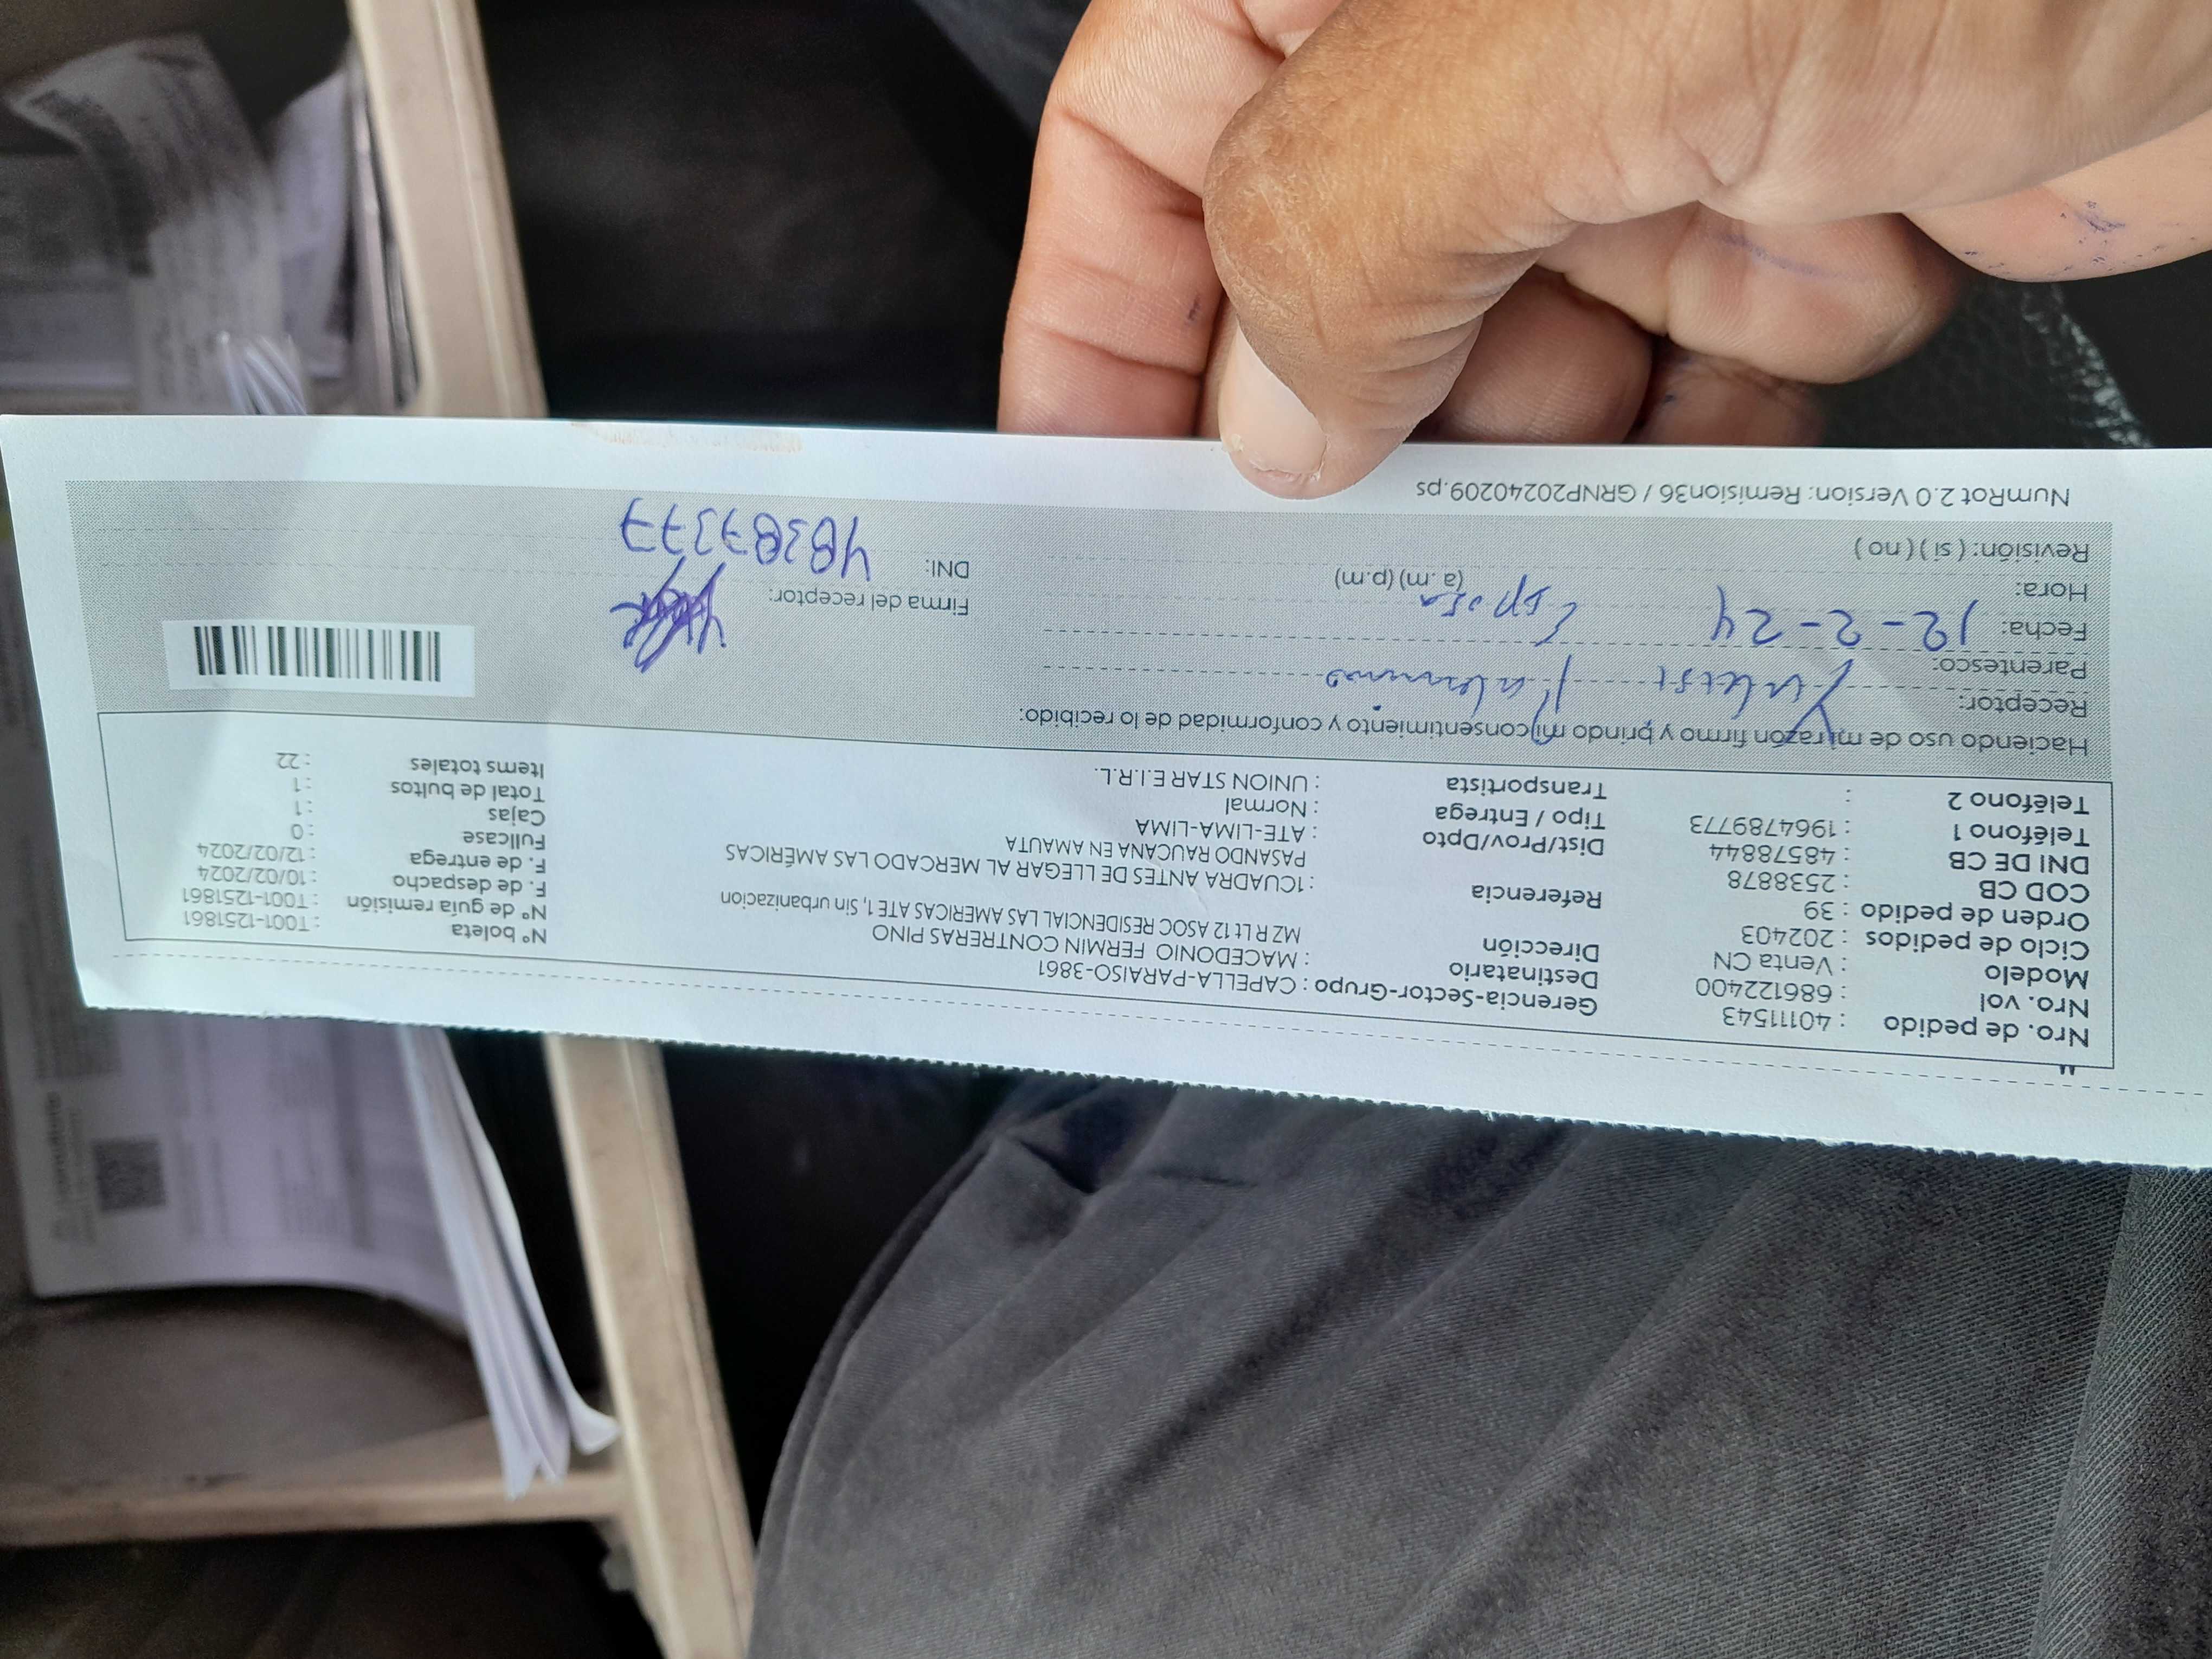 Nro. de pedido : 40111543
Nro. vol : 686122400
Modelo : Venta CN
Ciclo de pedidos : 202403
Orden de pedido : 39
COD CB : 2538878
DNI DE CB : 48578844
Teléfono 1 : 1964789773
Teléfono 2 :
Gerencia-Sector-Grupo : CAPELLA-PARAISO-3861
Destinatario : MACEDONIO FERMIN CONTRERAS PINO
Dirección MZ R Lt 12 ASOC RESIDENCIAL LAS AMERICAS ATE 1, Sin urbanizacion
Referencia : 1CUADRA ANTES DE LLEGAR AL MERCADO LAS AMÉRICAS
PASANDO RAUCANA EN AMAUTA
Dist/Prov/Dpto : ATE-LIMA-LIMA
Tipo / Entrega : Normal
Transportista : UNION STAR E.I.R.L.
N° boleta : T001-1251861
N° de guía remisión : T001-1251861
F. de despacho : 10/02/2024
F. de entrega : 12/02/2024
Fullcase : 0
Cajas : 1
Total de bultos : 1
Items totales : 22
Haciendo uso de mi razón firmo y brindo mi consentimiento y conformidad de lo recibido:
Receptor:
Parentesco: Esposa
Fecha: 12-2-24
Hora: (a.m) (p.m)
Revisión: ( si ) ( no )
Firma del receptor:
DNI: 48387377
NumRot 2.0 Version: Remision36 / GRNP20240209.ps